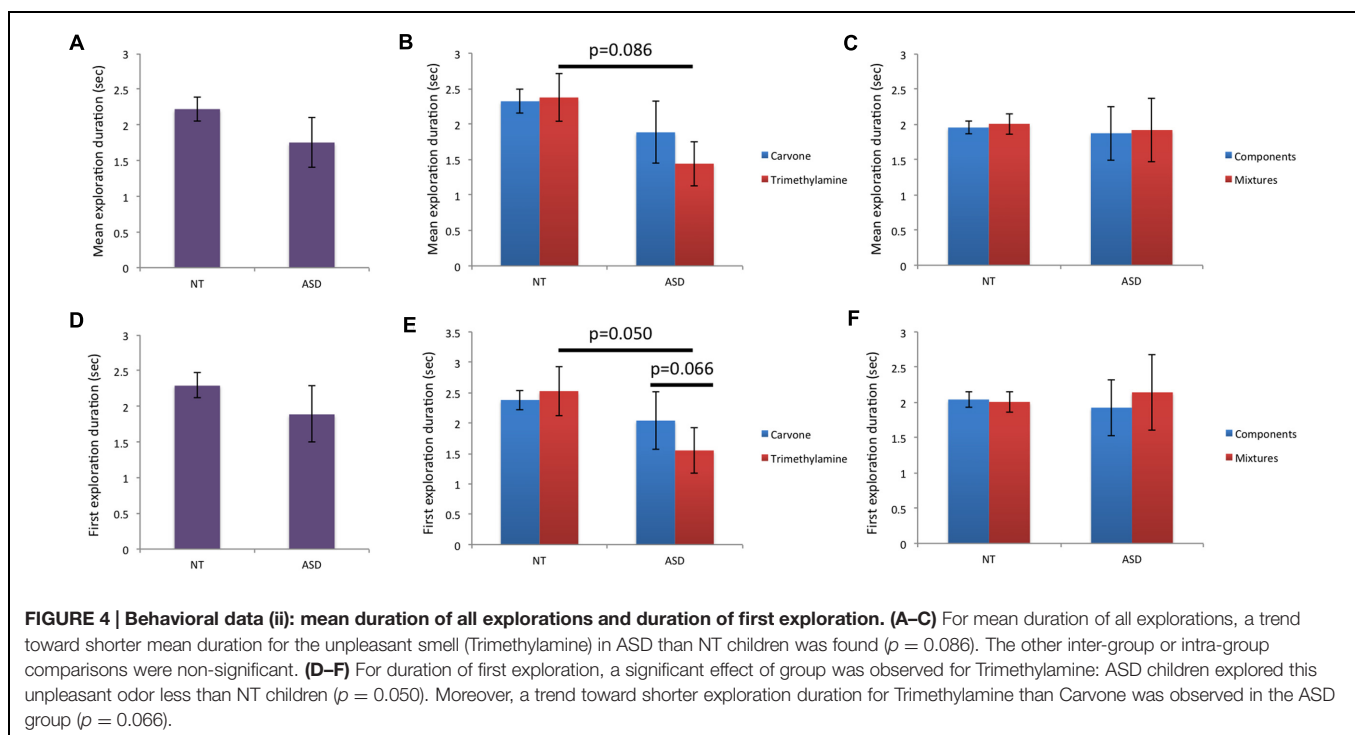 A
Mean exploration duration (sec)
3
2.5
2
1.5
1
0.5
0
NT ASD
B
p=0.086
Mean exploration duration (sec)
3
2.5
2
1.5
1
0.5
0
NT ASD
Carvone
Trimethylamine
C
Mean exploration duration (sec)
3
2.5
2
1.5
1
0.5
0
NT ASD
Components
Mixtures
D
First exploration duration (sec)
3
2.5
2
1.5
1
0.5
0
NT ASD
E
p=0.050
p=0.066
First exploration duration (sec)
3.5
3
2.5
2
1.5
1
0.5
0
NT ASD
Carvone
Trimethylamine
F
First exploration duration (sec)
3
2.5
2
1.5
1
0.5
0
NT ASD
Components
Mixtures
FIGURE 4 | Behavioral data (ii): mean duration of all explorations and duration of first exploration. (A–C) For mean duration of all explorations, a trend
toward shorter mean duration for the unpleasant smell (Trimethylamine) in ASD than NT children was found (p = 0.086). The other inter-group or intra-group
comparisons were non-significant. (D–F) For duration of first exploration, a significant effect of group was observed for Trimethylamine: ASD children explored this
unpleasant odor less than NT children (p = 0.050). Moreover, a trend toward shorter exploration duration for Trimethylamine than Carvone was observed in the ASD
group (p = 0.066).